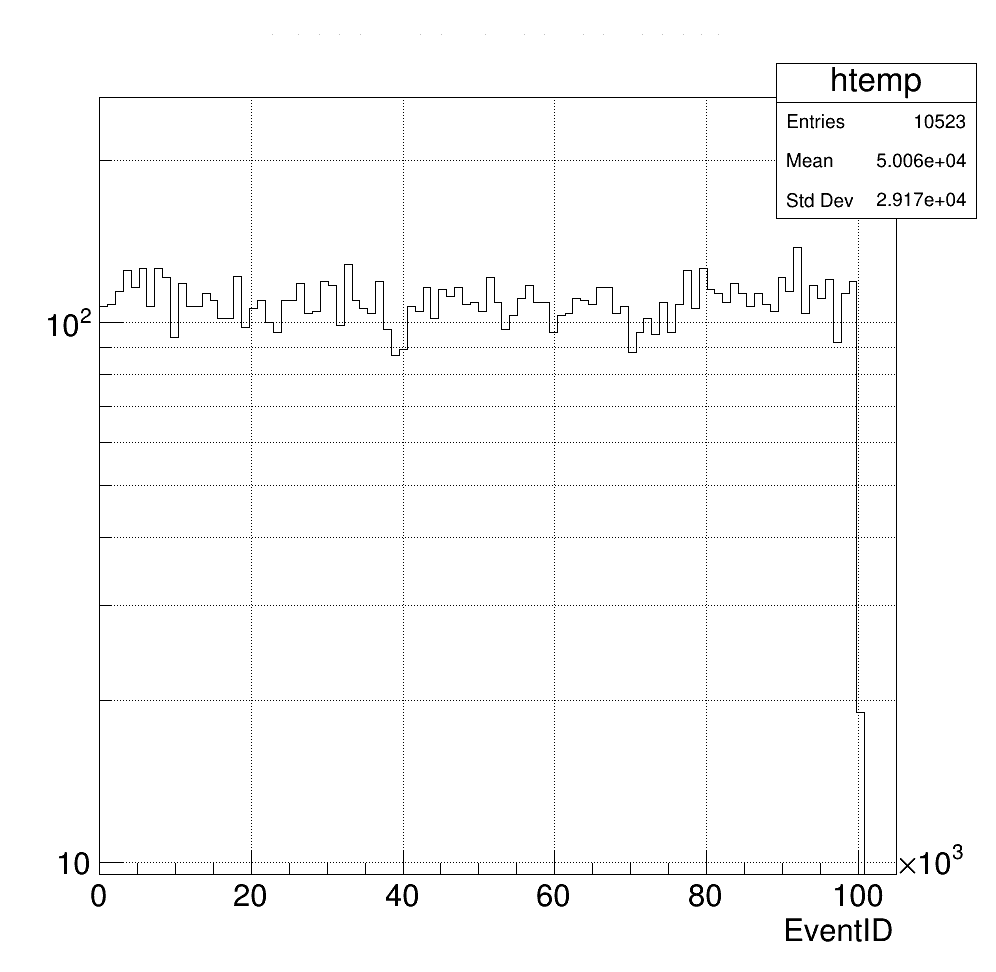 htemp
Entries 10523
Mean 5.006e+04
Std Dev 2.917e+04
10²
10
0 20 40 60 80 100
×10³
EventID